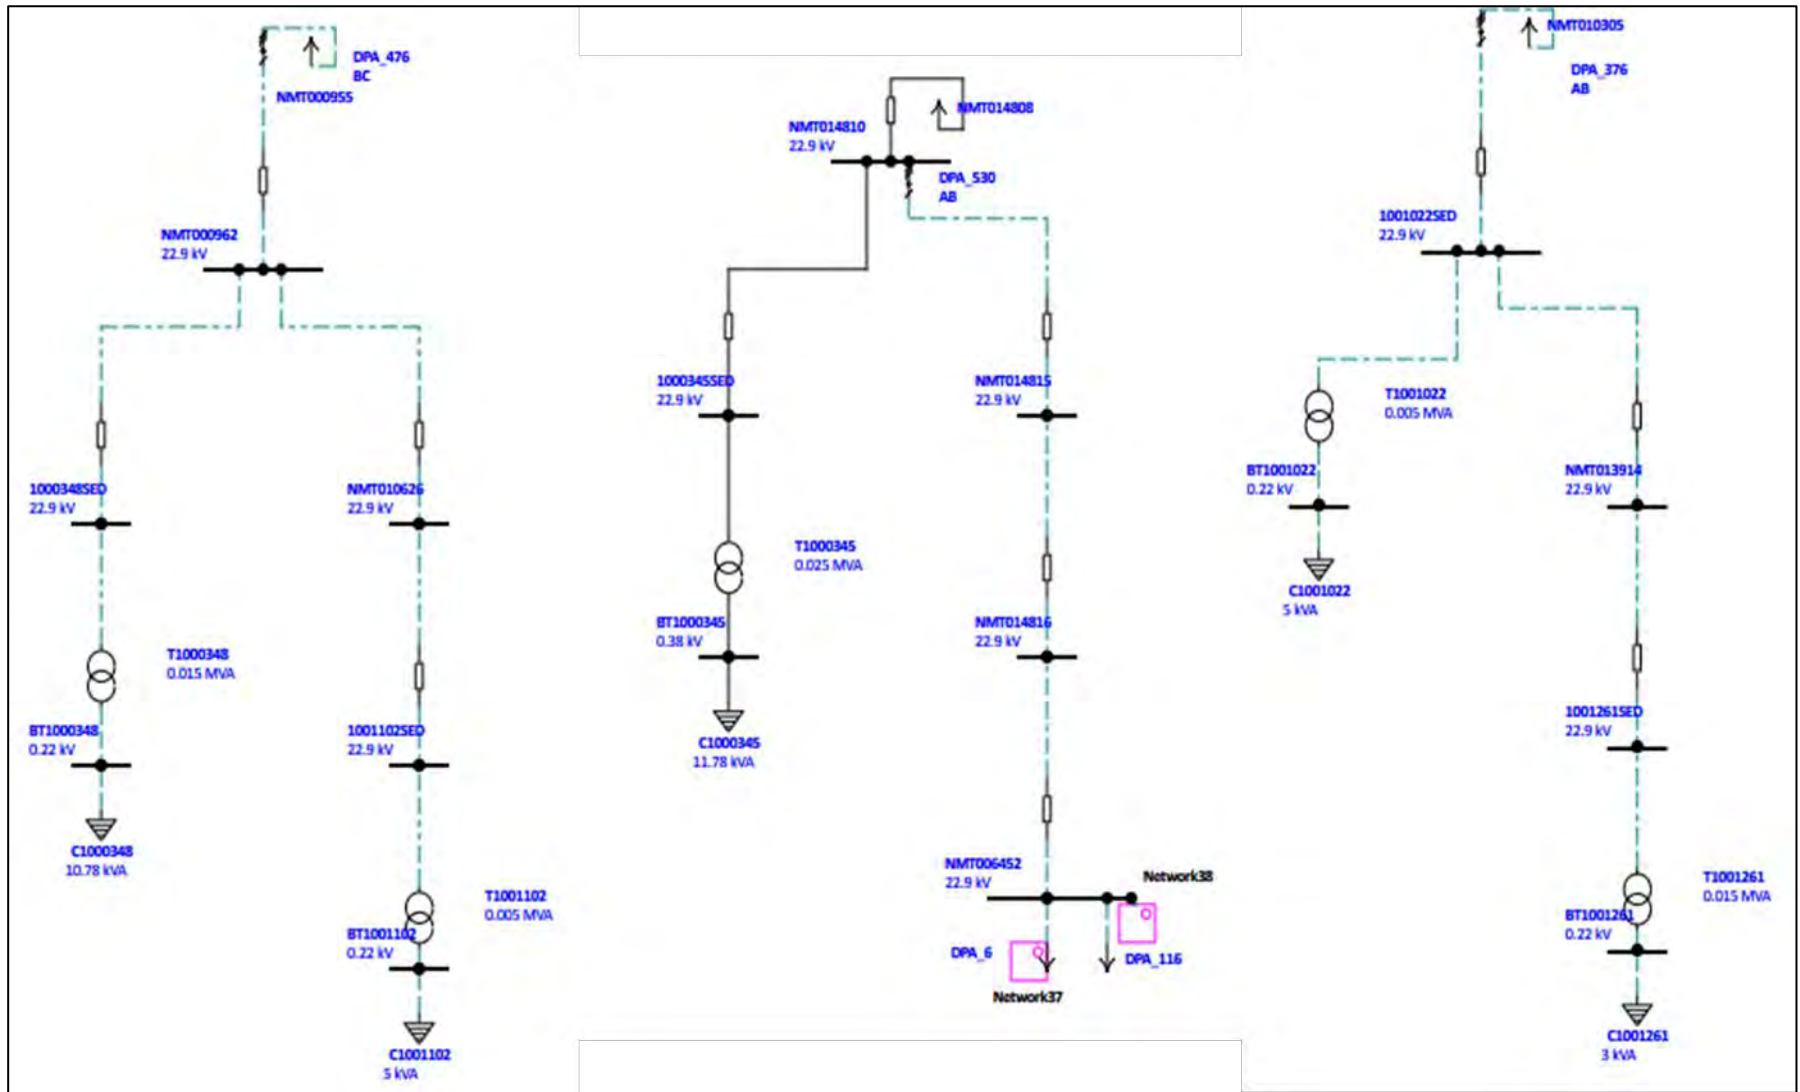 DPA_476
BC
NMT000955
NMT000962
22.9 kV
1000348SED
22.9 kV
NMT010626
22.9 kV
T1000348
0.015 MVA
BT1000348
0.22 kV
1001102SED
22.9 kV
C1000348
10.78 kVA
T1001102
0.005 MVA
BT1001102
0.22 kV
C1001102
5 kVA
NMT014808
NMT014810
22.9 kV
DPA_530
AB
1000345SED
22.9 kV
NMT014815
22.9 kV
T1000345
0.025 MVA
BT1000345
0.38 kV
NMT014816
22.9 kV
C1000345
11.78 kVA
NMT006452
22.9 kV
Network38
DPA_6
DPA_116
Network37
NMT010305
DPA_376
AB
1001022SED
22.9 kV
T1001022
0.005 MVA
BT1001022
0.22 kV
NMT013914
22.9 kV
C1001022
5 kVA
1001261SED
22.9 kV
T1001261
0.015 MVA
BT1001261
0.22 kV
C1001261
3 kVA